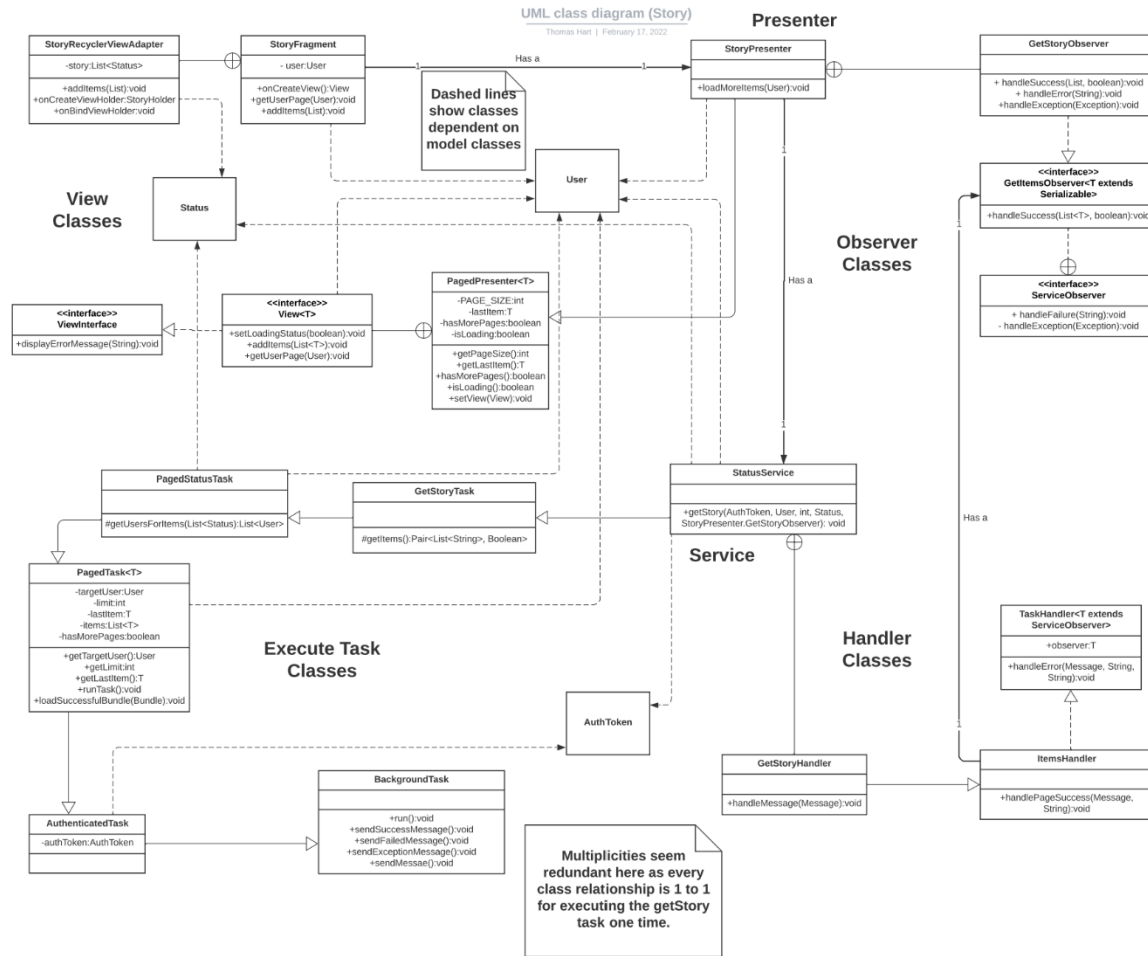 UML class diagram (Story)
Thomas Hart | February 17, 2022
Presenter
StoryRecyclerViewAdapter
-story:List<Status>
+addItems(List):void
+onCreateViewHolder:StoryHolder
+onBindViewHolder:void
StoryFragment
- user:User
+onCreateView():View
+getUserPage(User):void
+addItems(List):void
1
Has a
1
StoryPresenter
+loadMoreItems(User):void
GetStoryObserver
+ handleSuccess(List, boolean):void
+ handleError(String):void
+handleException(Exception):void
Dashed lines
show classes
dependent on
model classes
View
Classes
Status
User
1
Observer
Classes
<<interface>>
GetItemsObserver<T extends
Serializable>
+handleSuccess(List<T>, boolean):void
1
<<interface>>
ServiceObserver
+ handleFailure(String):void
- handleException(Exception):void
Has a
<<interface>>
ViewInterface
+displayErrorMessage(String):void
<<interface>>
View<T>
+setLoadingStatus(boolean):void
+addItems(List<T>):void
+getUserPage(User):void
PagedPresenter<T>
-PAGE_SIZE:int
-lastItem:T
-hasMorePages:boolean
-isLoading:boolean
+getPageSize():int
+getLastItem():T
+hasMorePages():boolean
+isLoading():boolean
+setView(View):void
1
PagedStatusTask
#getUsersForItems(List<Status):List<User>
GetStoryTask
#getItems():Pair<List<String>, Boolean>
StatusService
+getStory(AuthToken, User, int, Status,
StoryPresenter.GetStoryObserver): void
Service
Has a
PagedTask<T>
-targetUser:User
-limit:int
-lastItem:T
-items:List<T>
-hasMorePages:boolean
+getTargetUser():User
+getLimit:int
+getLastItem():T
+runTask():void
+loadSuccessfulBundle(Bundle):void
Execute Task
Classes
Handler
Classes
TaskHandler<T extends
ServiceObserver>
+observer:T
+handleError(Message, String,
String):void
AuthToken
1
AuthenticatedTask
-authToken:AuthToken
BackgroundTask
+run():void
+sendSuccessMessage():void
+sendFailedMessage():void
+sendExceptionMessage():void
+sendMessae():void
GetStoryHandler
+handleMessage(Message):void
ItemsHandler
+handlePageSuccess(Message,
String):void
Multiplicities seem
redundant here as every
class relationship is 1 to 1
for executing the getStory
task one time.